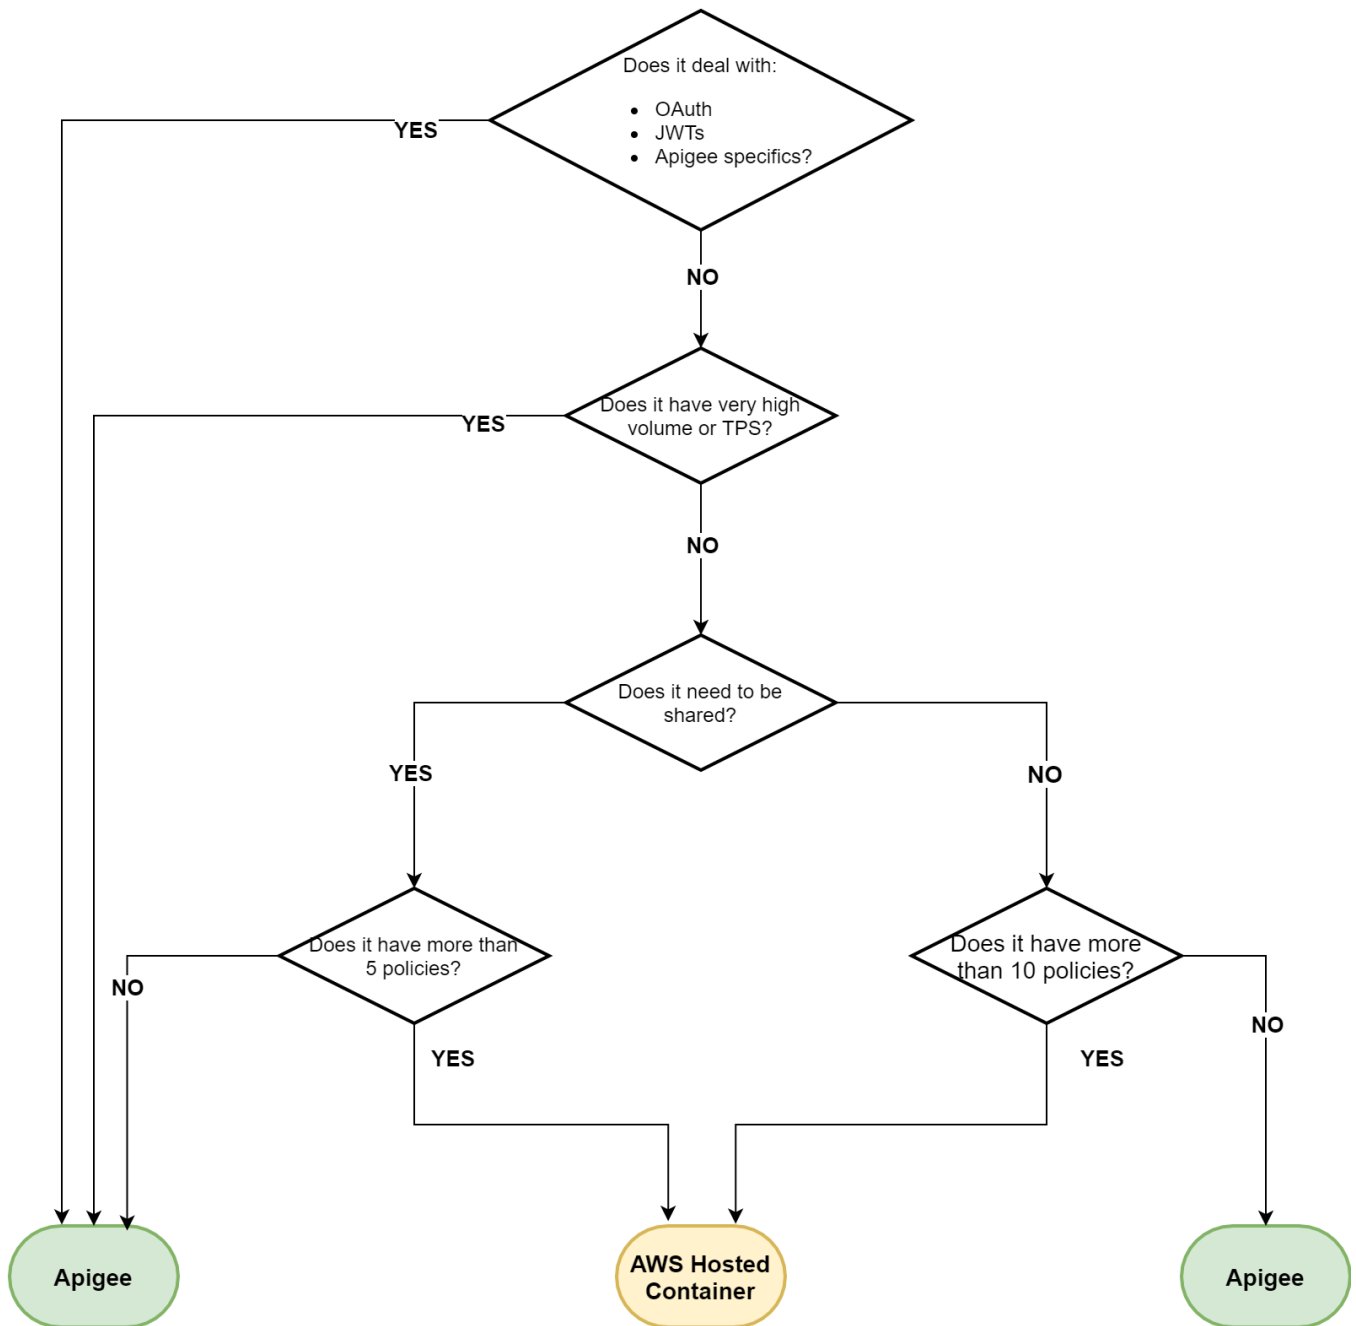 Does it deal with:
OAuth
JWTs
Apigee specifics?
YES
NO
Does it have very high
volume or TPS?
YES
NO
Does it need to be
shared?
YES
NO
Does it have more than
5 policies?
Does it have more
than 10 policies?
NO
NO
YES
YES
Apigee
AWS Hosted
Container
Apigee